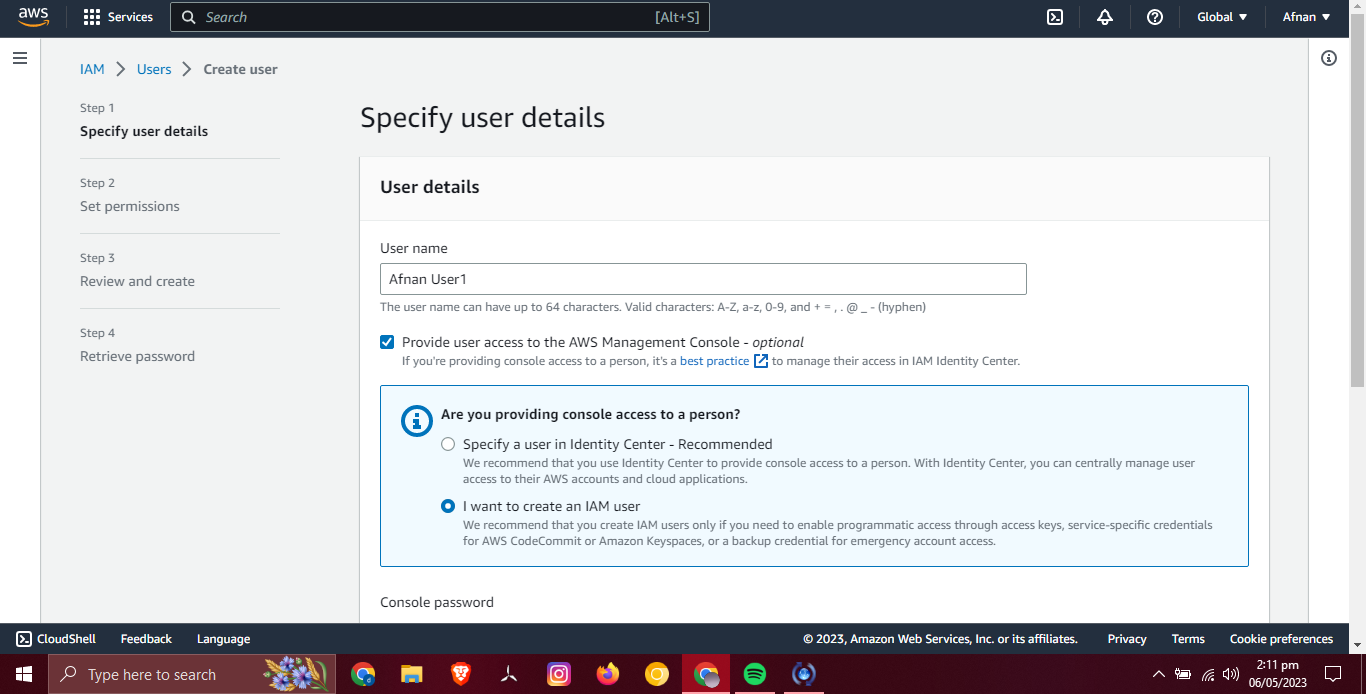 aws
Services
Search
[Alt+S]
Global
Afnan
IAM
Users
Create user
Step 1
Specify user details
Step 2
Set permissions
Step 3
Review and create
Step 4
Retrieve password
Specify user details
User details
User name
Afnan User1
The user name can have up to 64 characters. Valid characters: A-Z, a-z, 0-9, and + = , . @ _ - (hyphen)
Provide user access to the AWS Management Console - optional
If you're providing console access to a person, it's a best practice to manage their access in IAM Identity Center.
Are you providing console access to a person?
Specify a user in Identity Center - Recommended
We recommend that you use Identity Center to provide console access to a person. With Identity Center, you can centrally manage user
access to their AWS accounts and cloud applications.
I want to create an IAM user
We recommend that you create IAM users only if you need to enable programmatic access through access keys, service-specific credentials
for AWS CodeCommit or Amazon Keyspaces, or a backup credential for emergency account access.
Console password
CloudShell
Feedback
Language
© 2023, Amazon Web Services, Inc. or its affiliates.
Privacy
Terms
Cookie preferences
Type here to search
2:11 pm
06/05/2023